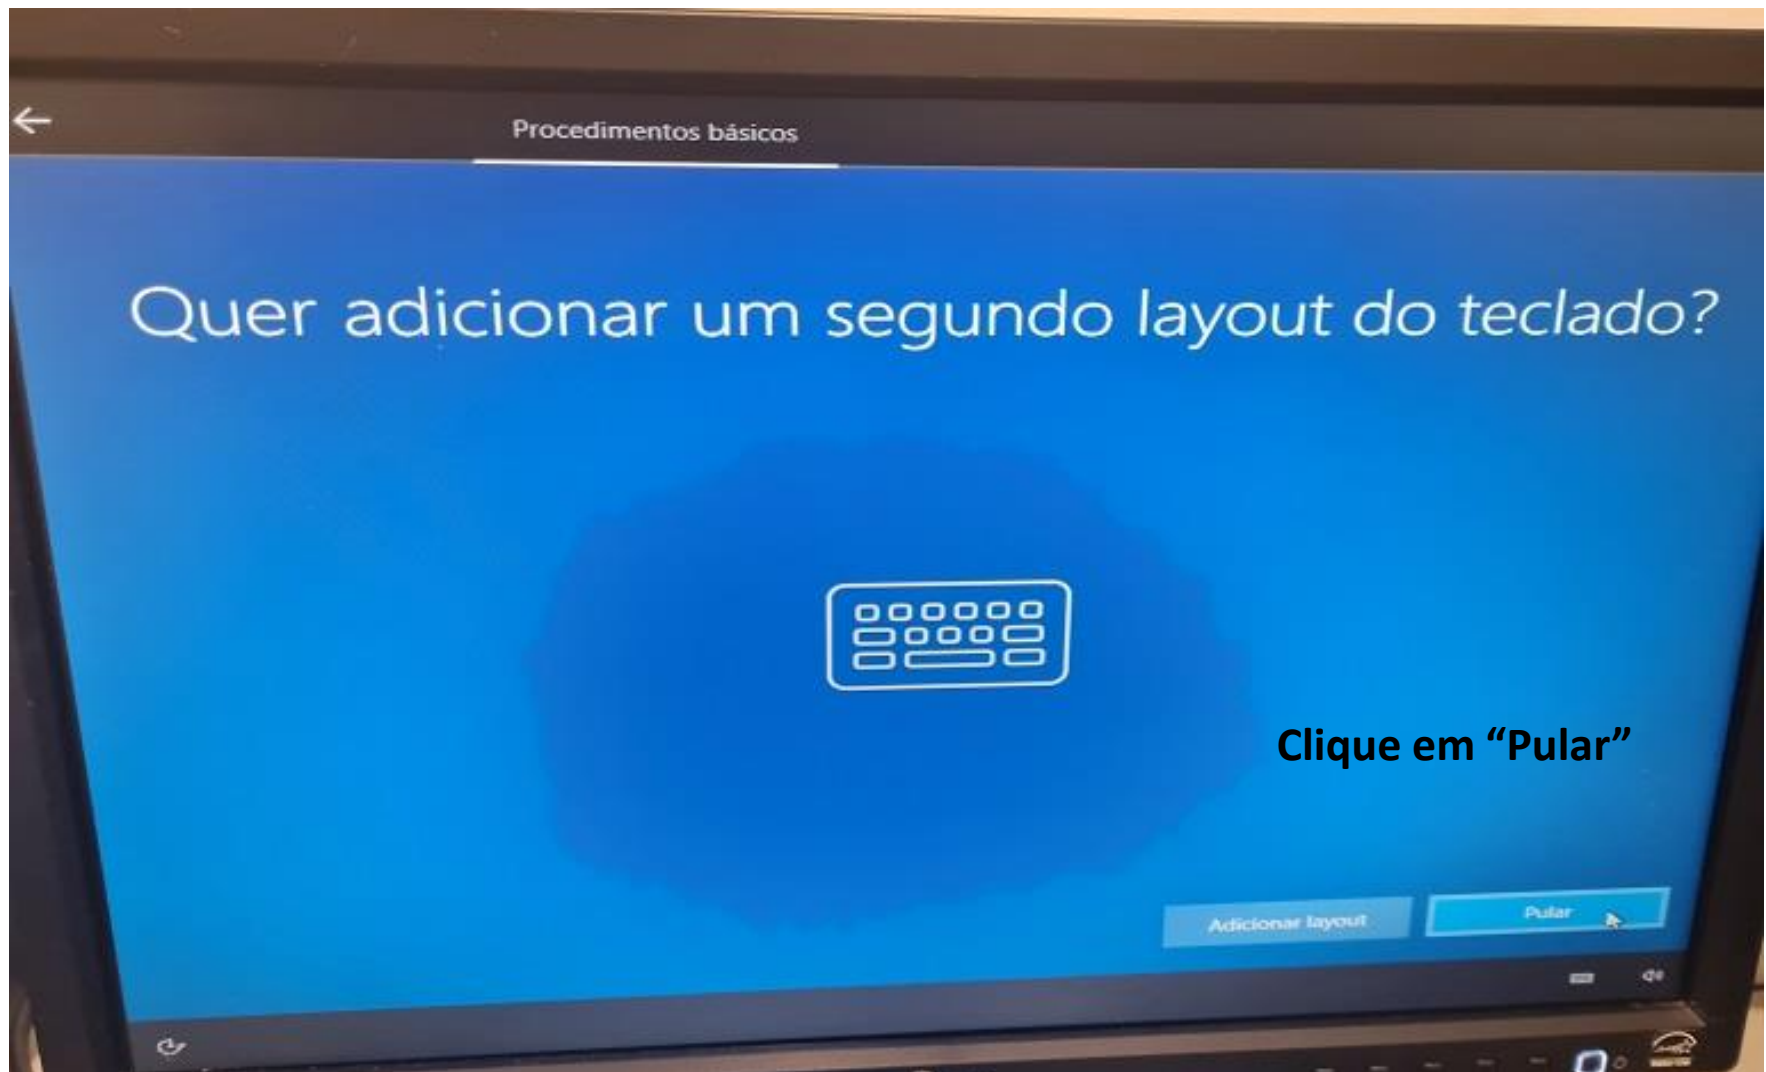 Procedimentos básicos
Quer adicionar um segundo layout do teclado?
Clique em “Pular”
Adicionar layout
Pular